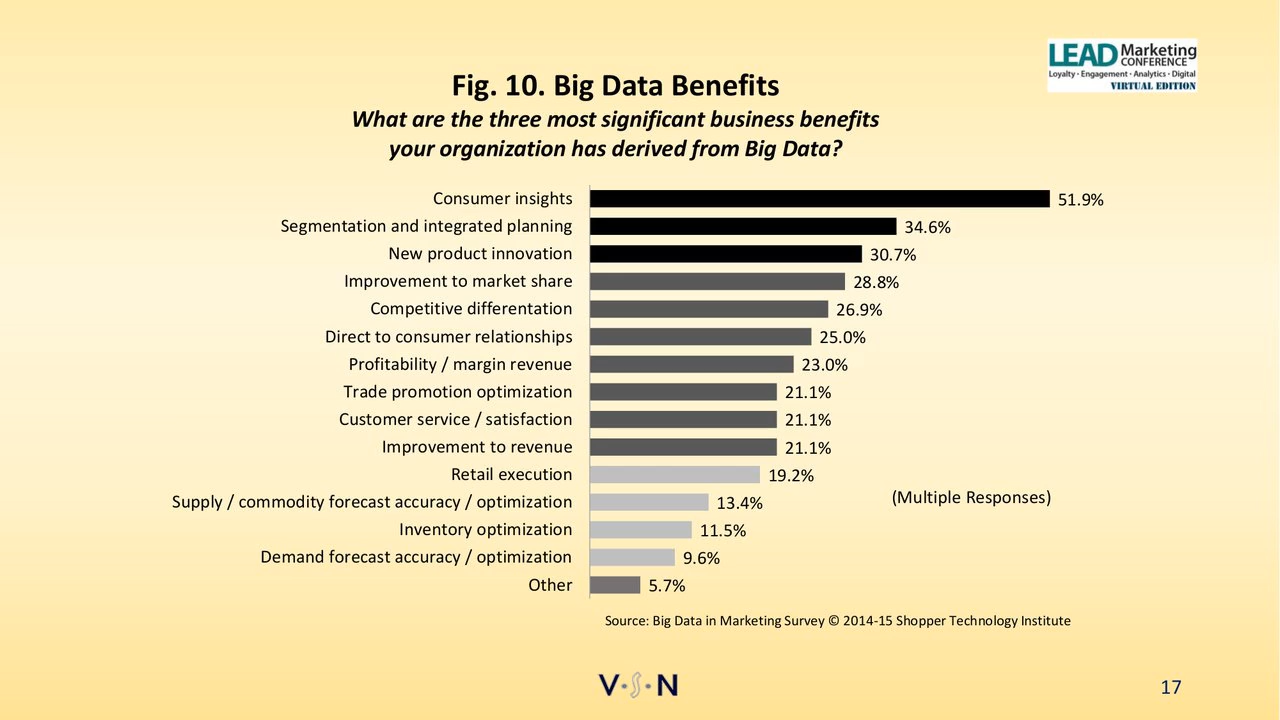 LEAD Marketing
CONFERENCE
Loyalty · Engagement · Analytics · Digital
VIRTUAL EDITION
Fig. 10. Big Data Benefits
What are the three most significant business benefits
your organization has derived from Big Data?
Consumer insights 51.9%
Segmentation and integrated planning 34.6%
New product innovation 30.7%
Improvement to market share 28.8%
Competitive differentation 26.9%
Direct to consumer relationships 25.0%
Profitability / margin revenue 23.0%
Trade promotion optimization 21.1%
Customer service / satisfaction 21.1%
Improvement to revenue 21.1%
Retail execution 19.2%
Supply / commodity forecast accuracy / optimization 13.4%
(Multiple Responses)
Inventory optimization 11.5%
Demand forecast accuracy / optimization 9.6%
Other 5.7%
Source: Big Data in Marketing Survey © 2014-15 Shopper Technology Institute
V·S·N
17